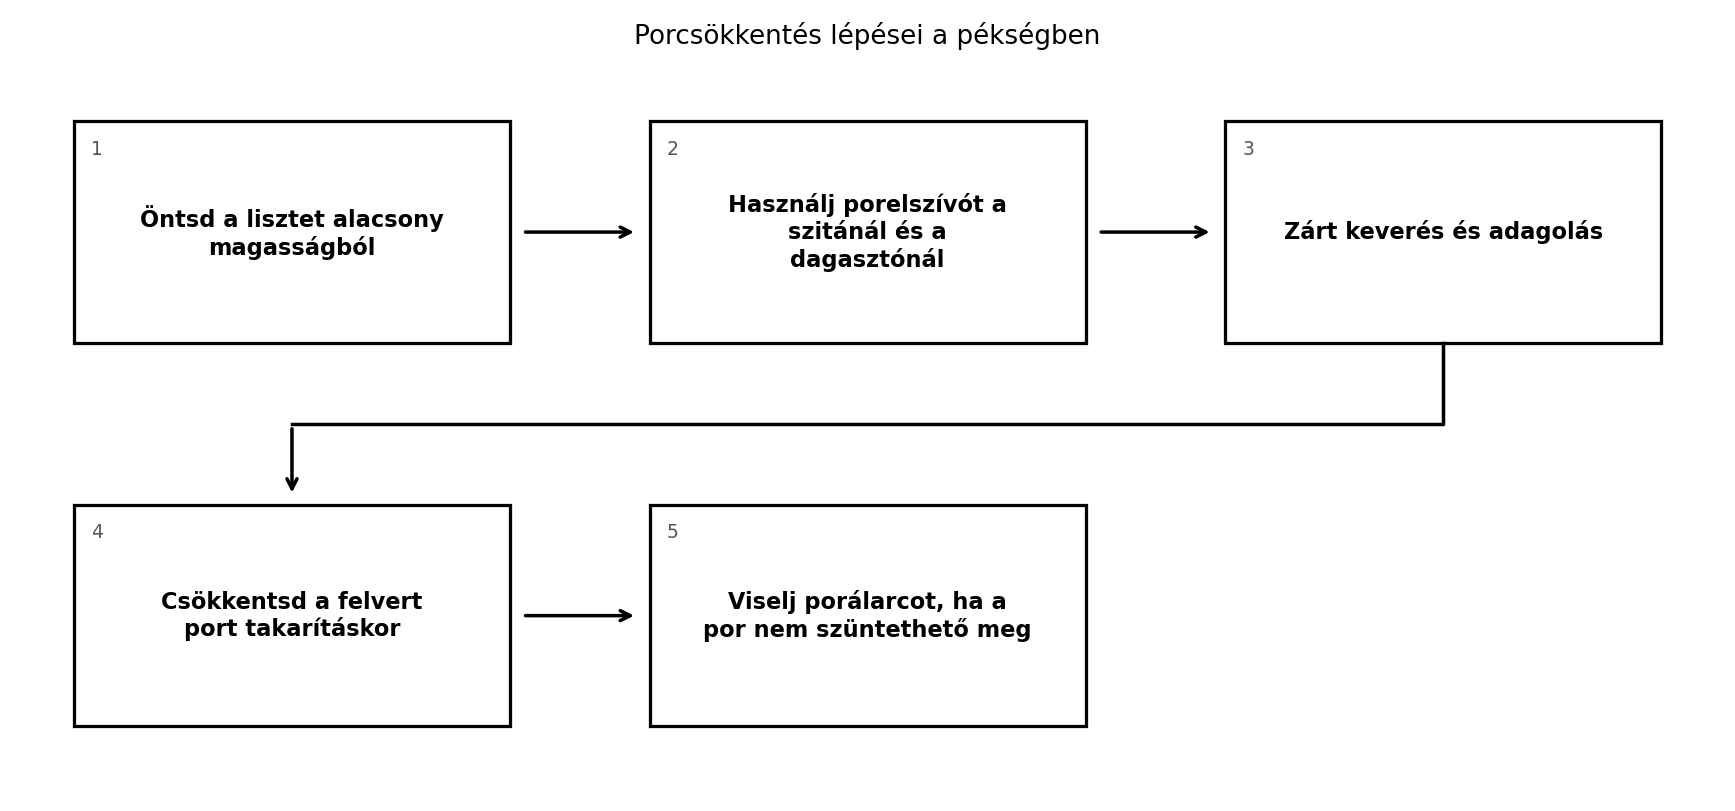 Porcsökkentés lépései a pékségben
1
Öntsd a lisztet alacsony
magasságból
2
Használj porelszívót a
szitánál és a
dagasztónál
3
Zárt keverés és adagolás
4
Csökkentsd a felvert
port takarításkor
5
Viselj porálarcot, ha a
por nem szüntethető meg